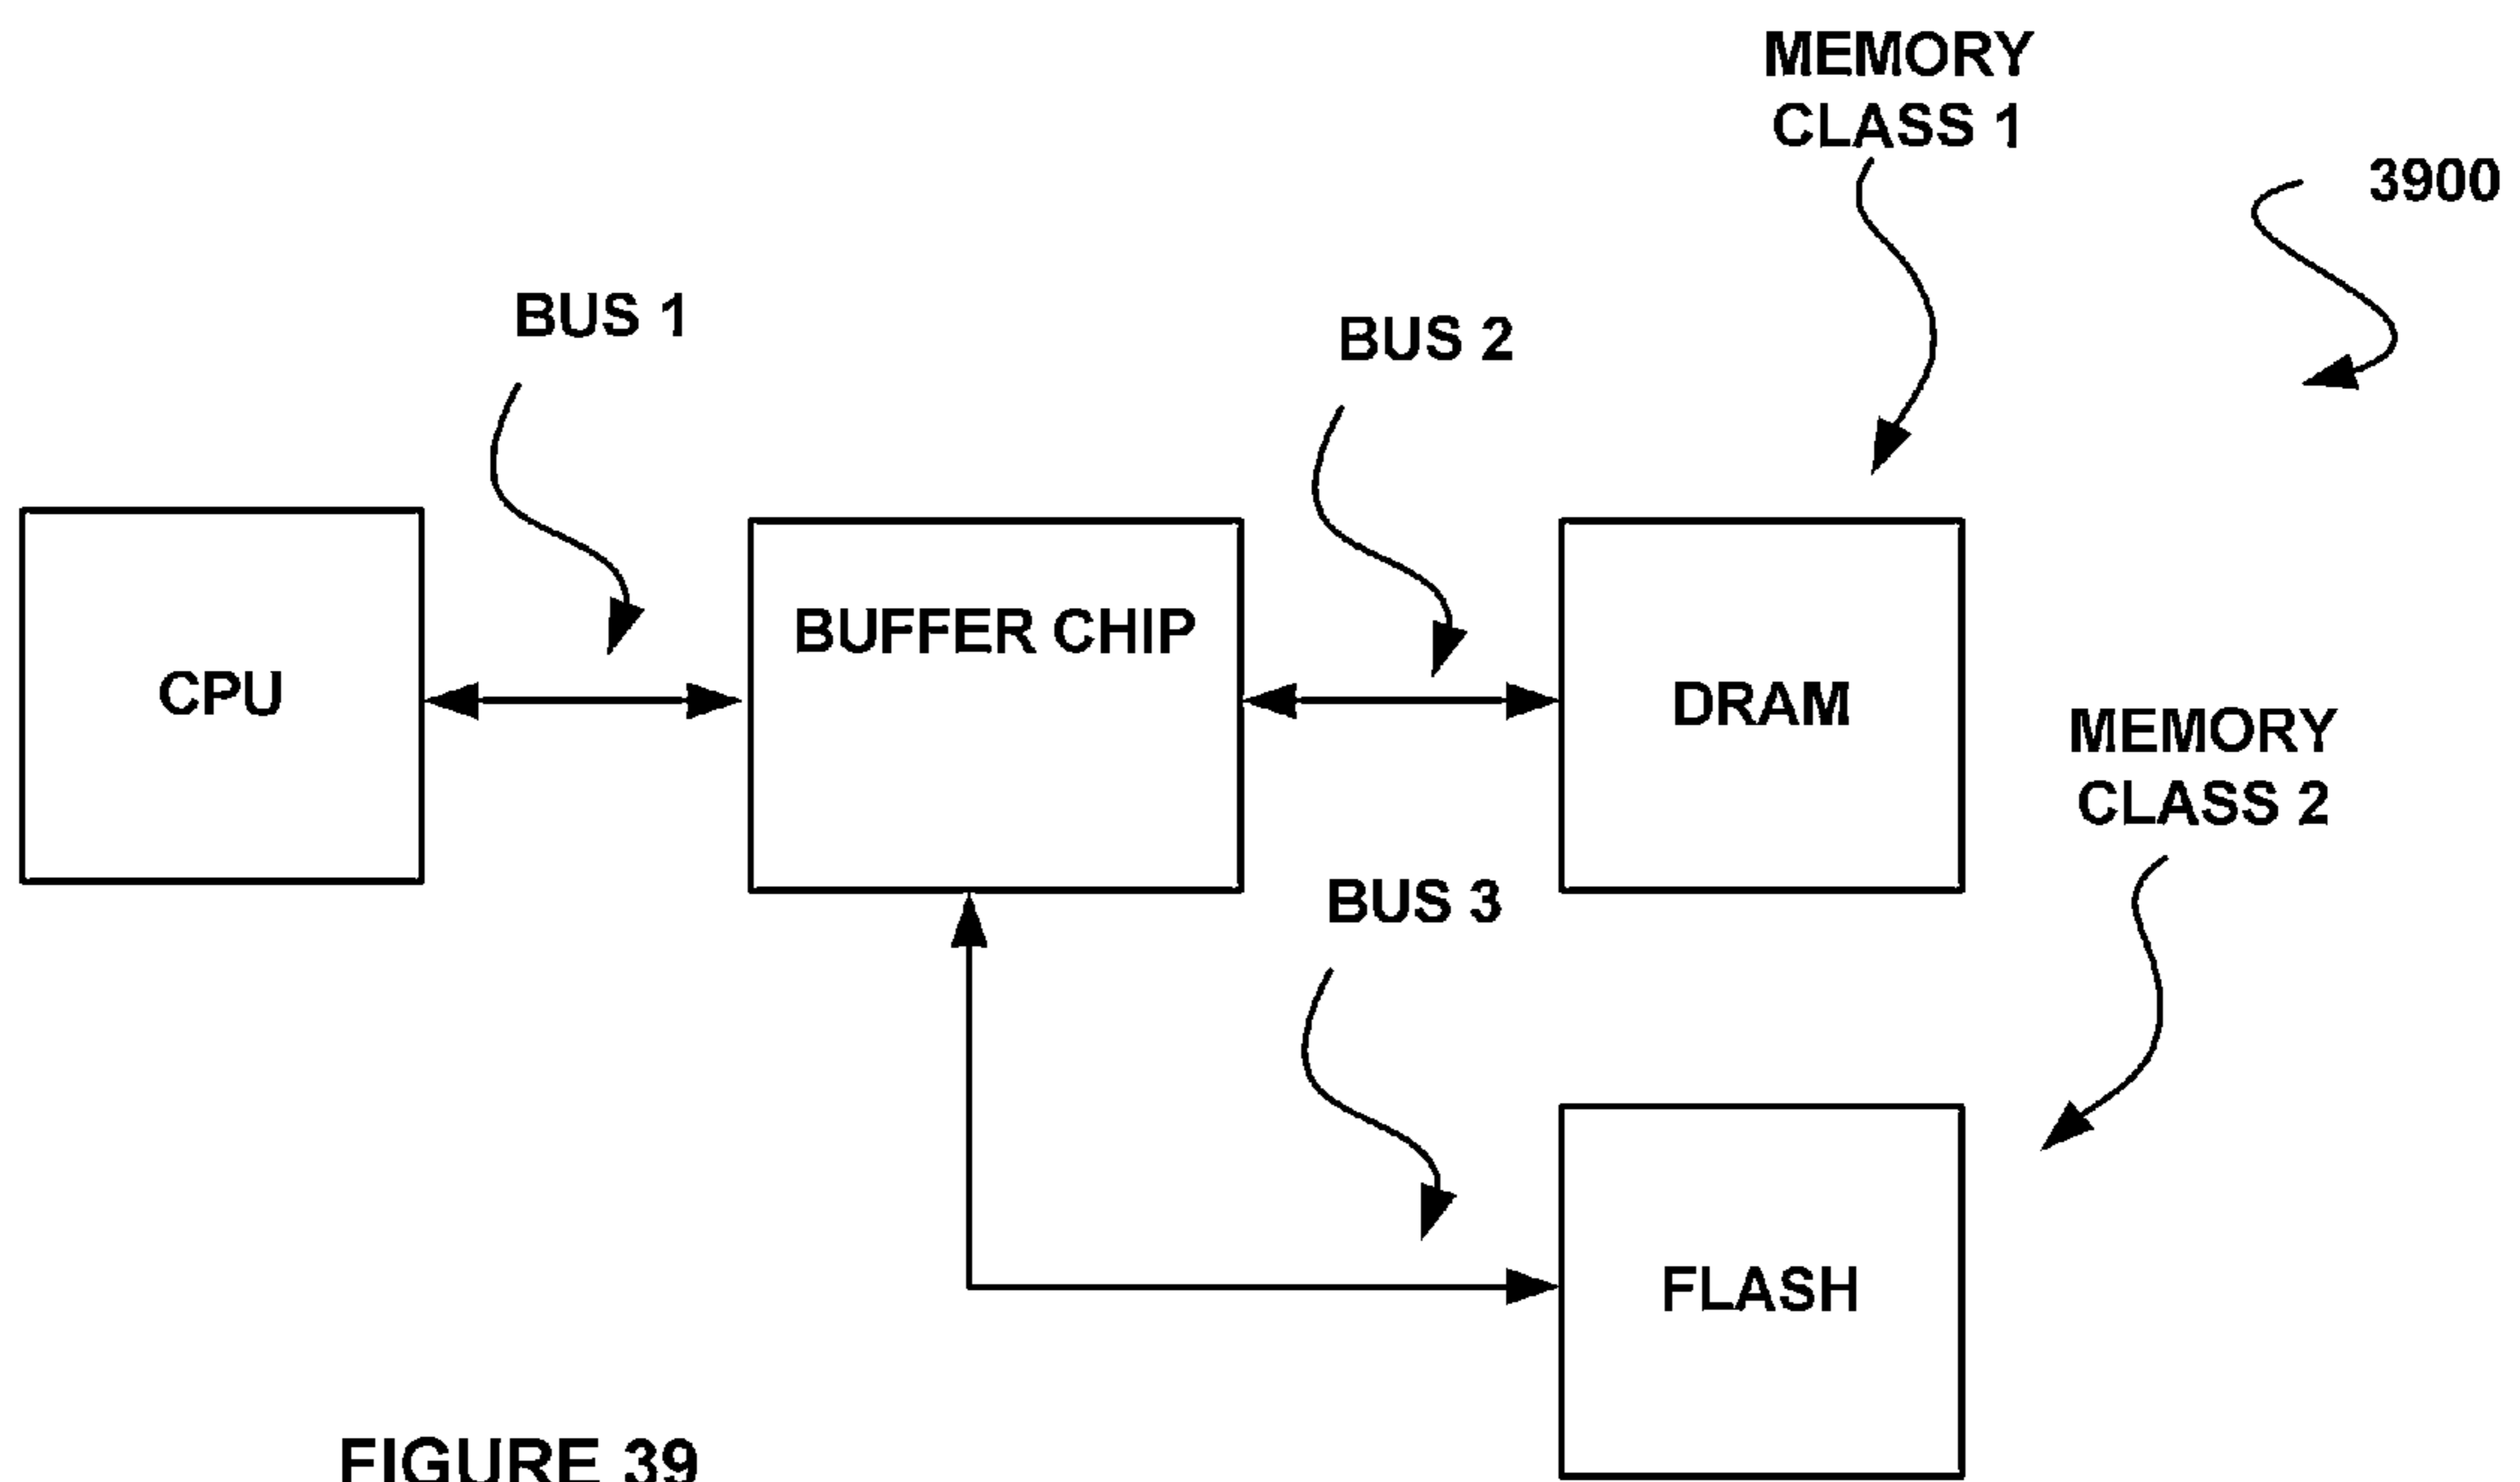 MEMORY
CLASS 1
3900
BUS 1
BUS 2
BUFFER CHIP
CPU
DRAM
MEMORY
CLASS 2
BUS 3
FLASH
FIGURE 39